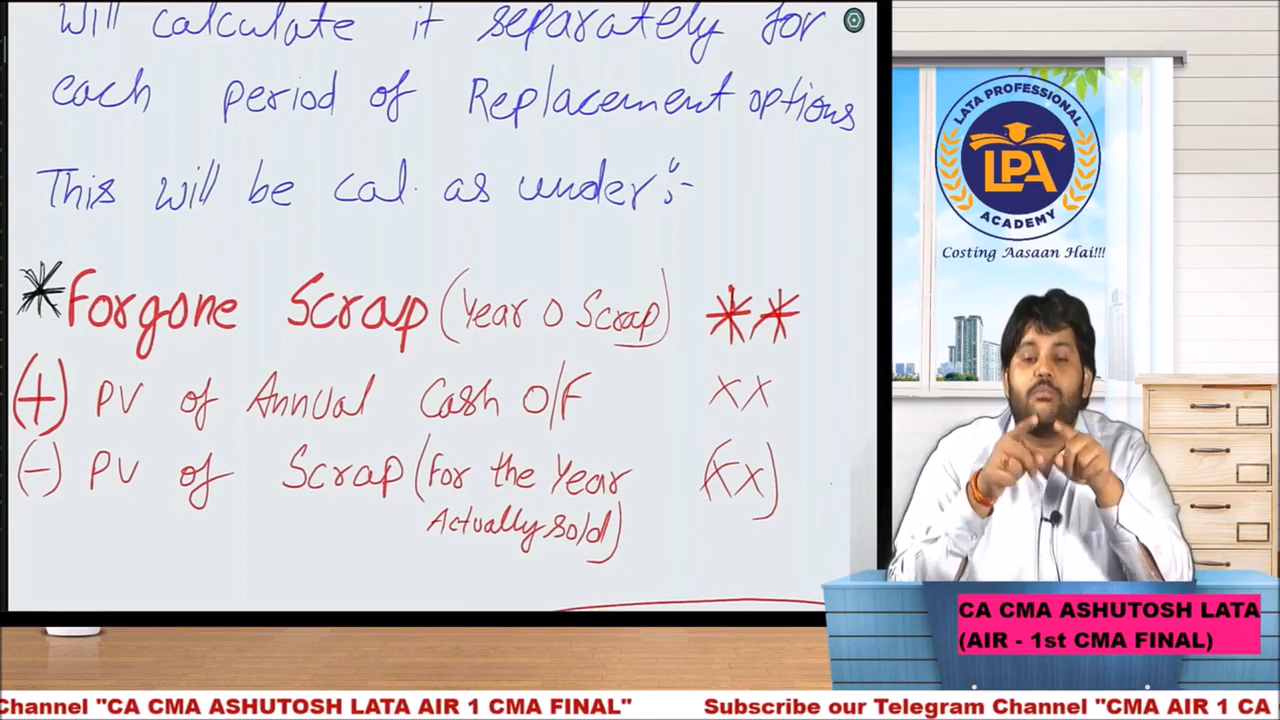 will calculate it separately for
each period of Replacement options
This will be cal. as under:-
*Forgone Scrap (Year 0 Scrap) **
(+) PV of Annual Cash O/F XX
(-) PV of Scrap (for the Year (XX)
Actually sold)
LATA PROFESSIONAL
LPA
ACADEMY
Costing Aasaan Hai!!!
CA CMA ASHUTOSH LATA
(AIR - 1st CMA FINAL)
Channel "CA CMA ASHUTOSH LATA AIR 1 CMA FINAL" Subscribe our Telegram Channel "CMA AIR 1 CA